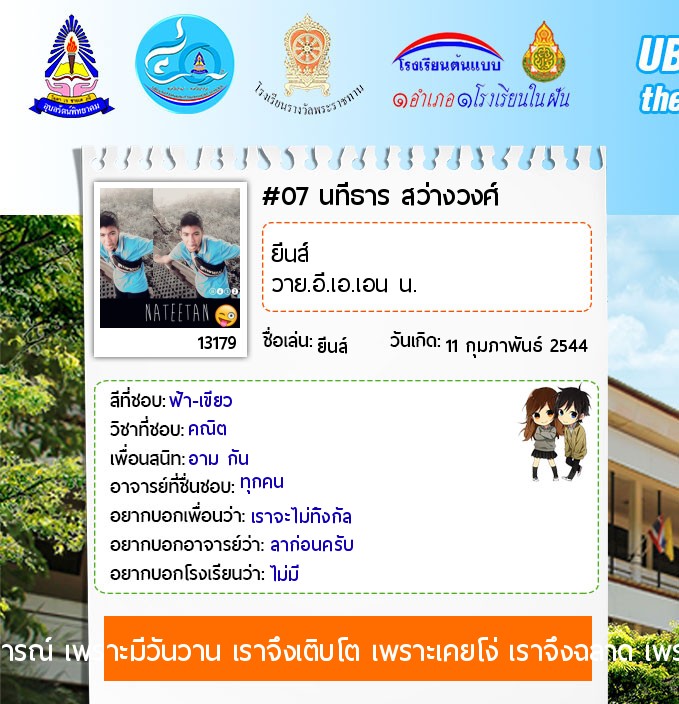 อุบลรัตน์พิทยาคม
โรงเรียนรางวัลพระราชทาน
โรงเรียนต้นแบบ
๑อำเภอ๑โรงเรียนในฝัน
UB
the
#07 นทีธาร สว่างวงศ์
ยีนส์
วาย.อี.เอ.เอน น.
NATEETAN
13179
ชื่อเล่น: ยีนส์ วันเกิด: 11 กุมภาพันธ์ 2544
สีที่ชอบ: ฟ้า-เขียว
วิชาที่ชอบ: คณิต
เพื่อนสนิท: อาม กัน
อาจารย์ที่ชื่นชอบ: ทุกคน
อยากบอกเพื่อนว่า: เราจะไม่ทิ้งกัล
อยากบอกอาจารย์ว่า: ลาก่อนครับ
อยากบอกโรงเรียนว่า: ไม่มี
ารณ์ เพราะมีวันวาน เราจึงเติบโต เพราะเคยโง่ เราจึงฉลาด เพร